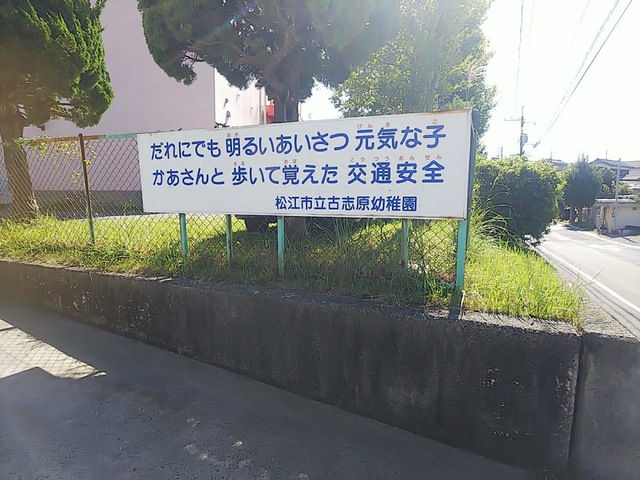 だれにでも 明るいあいさつ 元気な子
かあさんと 歩いて覚えた 交通安全
松江市立古志原幼稚園